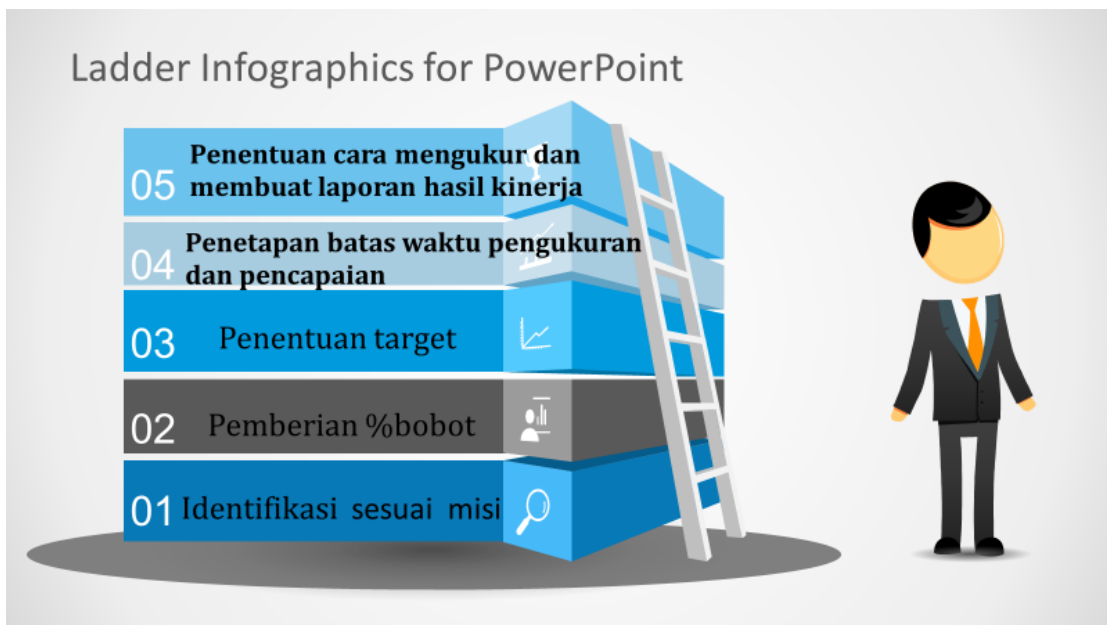 Ladder Infographics for PowerPoint
05 Penentuan cara mengukur dan
membuat laporan hasil kinerja
04 Penetapan batas waktu pengukuran
dan pencapaian
03 Penentuan target
02 Pemberian %bobot
01 Identifikasi sesuai misi